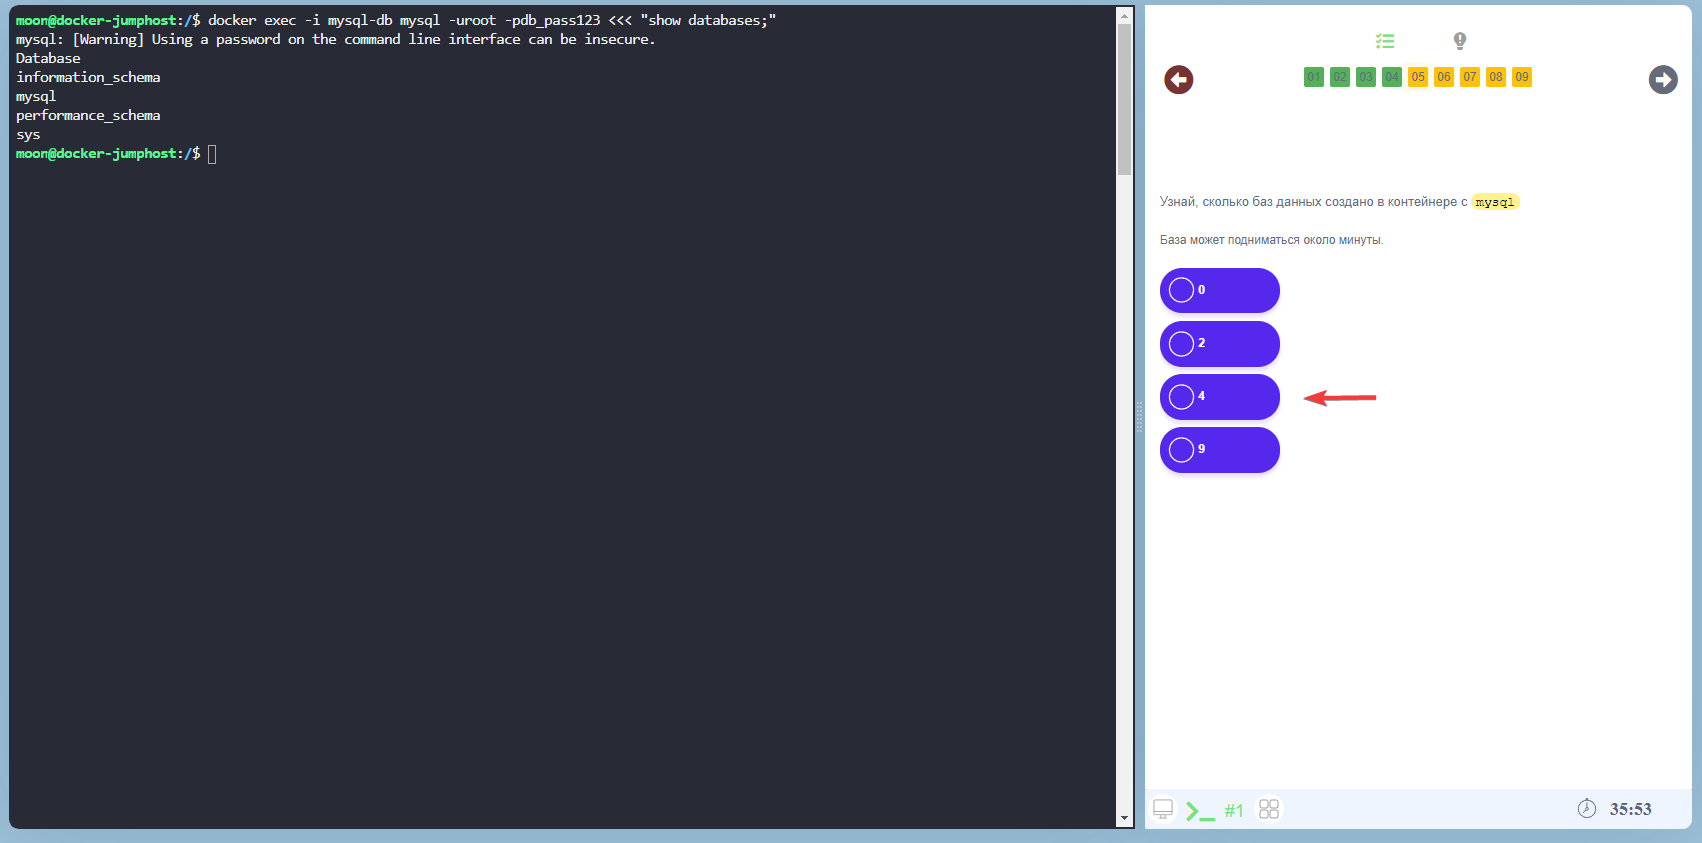 moon@docker-jumphost:/$ docker exec -i mysql-db mysql -uroot -pdb_pass123 <<< "show databases;"
mysql: [Warning] Using a password on the command line interface can be insecure.
Database
information_schema
mysql
performance_schema
sys
moon@docker-jumphost:/$
01 02 03 04 05 06 07 08 09
Узнай, сколько баз данных создано в контейнере с mysql
База может подниматься около минуты.
0
2
4
9
#1
35:53